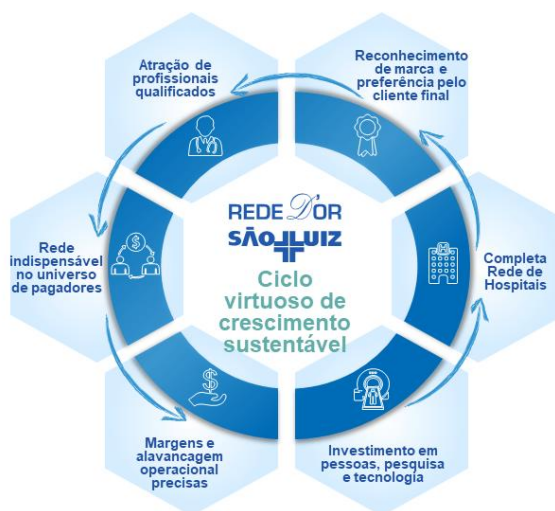 Atração de
profissionais
qualificados
Reconhecimento
de marca e
preferência pelo
cliente final
Rede
indispensável
no universo
de pagadores
REDE D'OR
SÃO LUIZ
Ciclo
virtuoso de
crescimento
sustentável
Completa
Rede de
Hospitais
Margens e
alavancagem
operacional
precisas
Investimento em
pessoas, pesquisa
e tecnologia